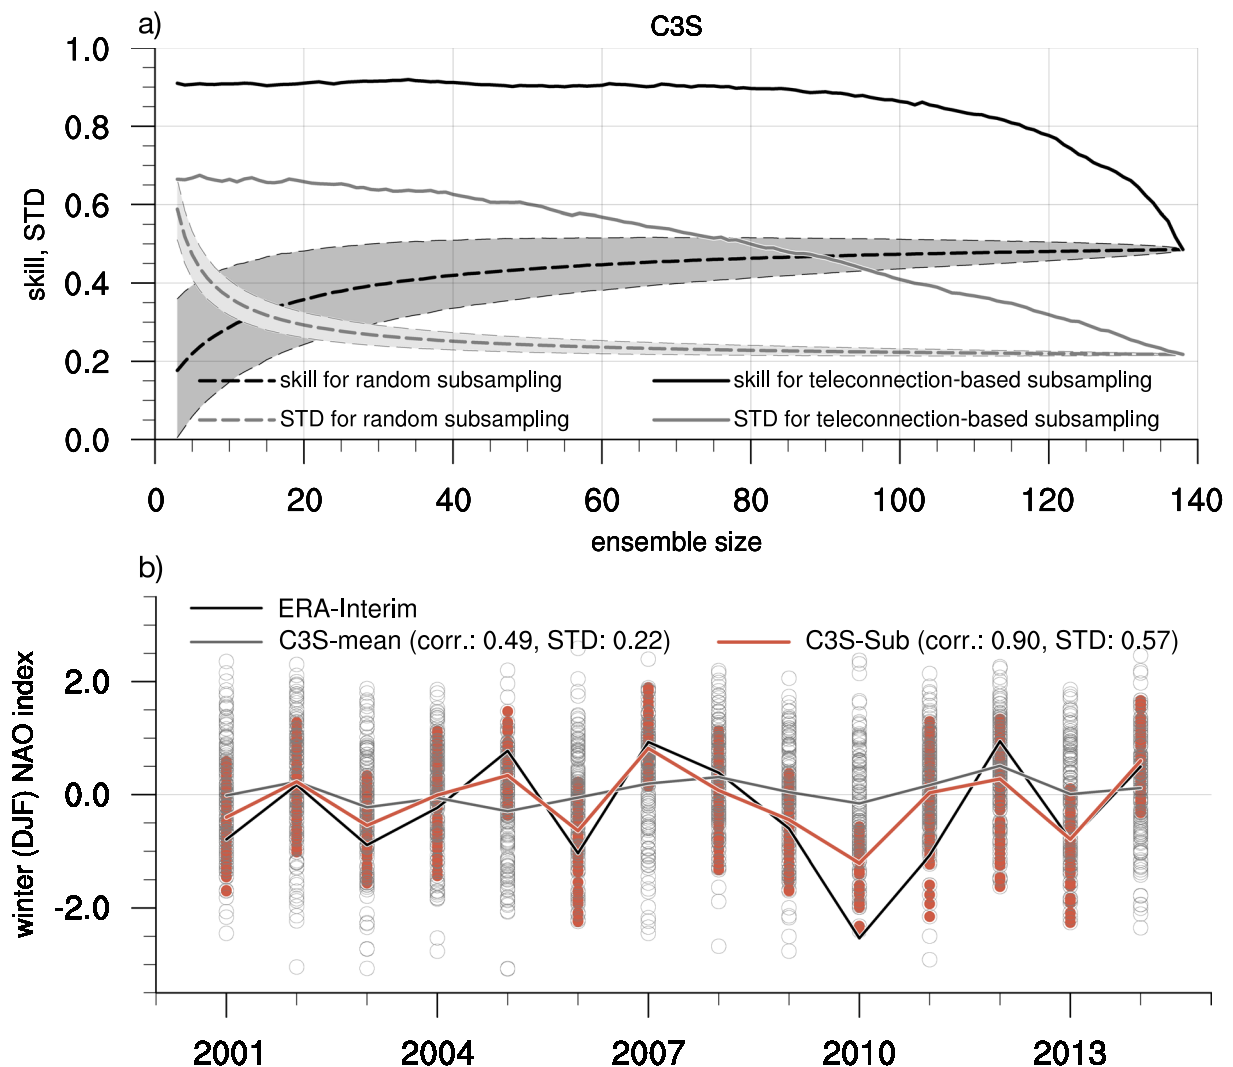 a)
C3S
1.0
0.8
0.6
0.4
0.2
0.0
skill, STD
skill for random subsampling
skill for teleconnection-based subsampling
STD for random subsampling
STD for teleconnection-based subsampling
0 20 40 60 80 100 120 140
ensemble size
b)
ERA-Interim
C3S-mean (corr.: 0.49, STD: 0.22)
C3S-Sub (corr.: 0.90, STD: 0.57)
2.0
0.0
-2.0
winter (DJF) NAO index
2001 2004 2007 2010 2013